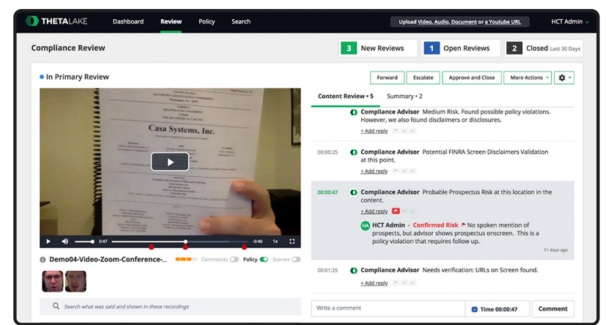 THETALAKE Dashboard Review Policy Search Upload Video, Audio, Document or a Youtube URL HCT Admin
Compliance Review 3 New Reviews 1 Open Reviews 2 Closed Last 30 Days
In Primary Review Forward Escalate Approve and Close More Actions
Content Review • 5 Summary • 2
Compliance Advisor Medium Risk. Found possible policy violations.
However, we also found disclaimers or disclosures.
+ Add reply
00:00:25 Compliance Advisor Potential FINRA Screen Disclaimers Validation
at this point.
+ Add reply
00:00:47 Compliance Advisor Probable Prospectus Risk at this location in the
content.
+ Add reply
HCT Admin - Confirmed Risk No spoken mention of
prospects, but advisor shows prospectus onscreen. This is a
policy violation that requires follow up.
11 days ago
00:01:25 Compliance Advisor Needs verification: URLs on Screen found.
+ Add reply
Casa Systems, Inc.
0:47 -0:40 1x
Demo04-Video-Zoom-Conference-... Comments Policy Scenes
Search what was said and shown in these recordings
Write a comment Time 00:00:47 Comment